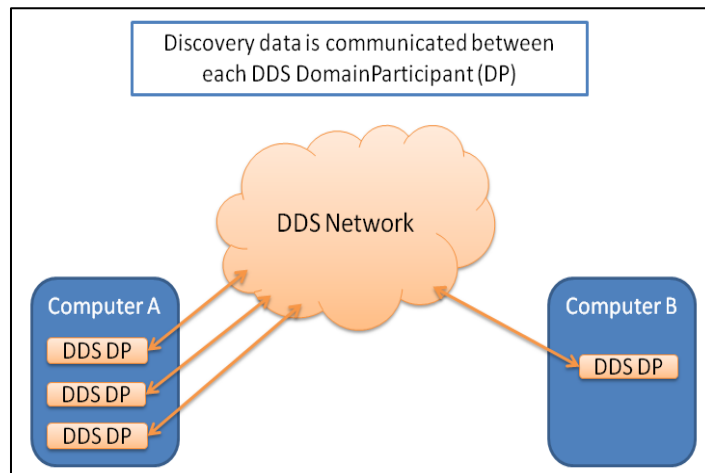 Discovery data is communicated between
each DDS DomainParticipant (DP)
DDS Network
Computer A
DDS DP
DDS DP
DDS DP
Computer B
DDS DP